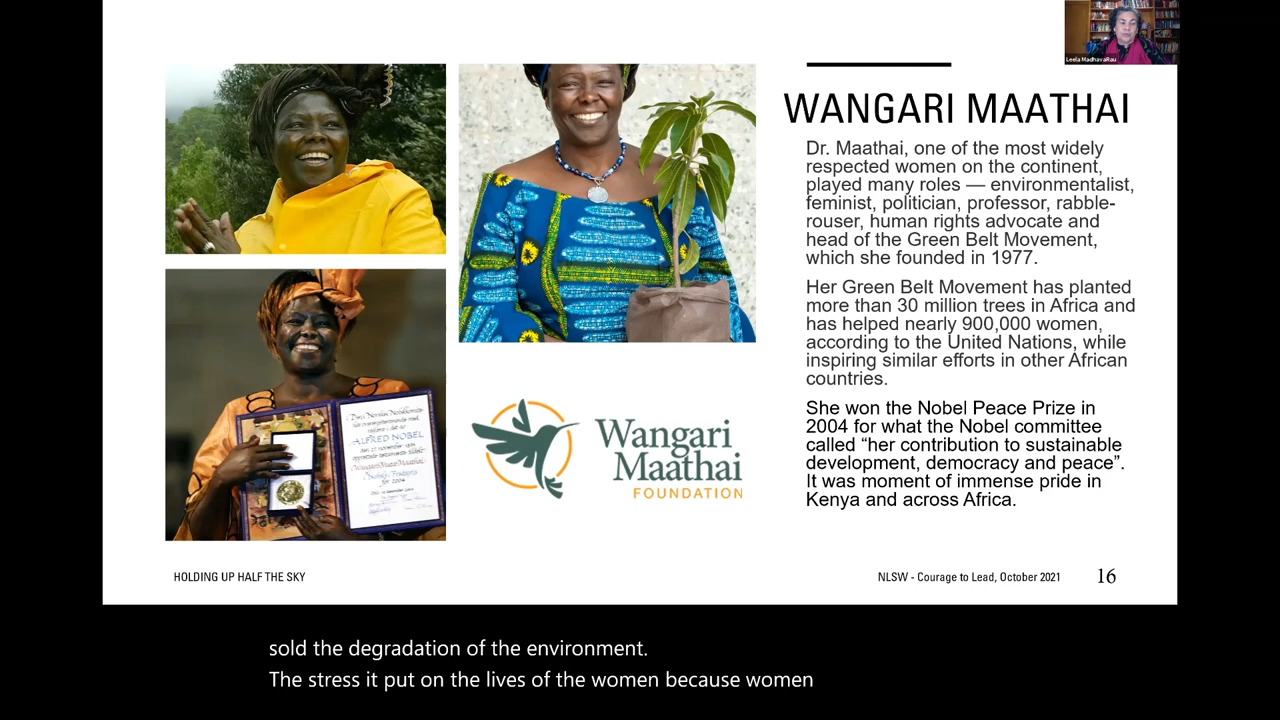 Leela MadhavaRau
WANGARI MAATHAI
Dr. Maathai, one of the most widely
respected women on the continent,
played many roles — environmentalist,
feminist, politician, professor, rabble-
rouser, human rights advocate and
head of the Green Belt Movement,
which she founded in 1977.
Her Green Belt Movement has planted
more than 30 million trees in Africa and
has helped nearly 900,000 women,
according to the United Nations, while
inspiring similar efforts in other African
countries.
She won the Nobel Peace Prize in
2004 for what the Nobel committee
called “her contribution to sustainable
development, democracy and peace”.
It was moment of immense pride in
Kenya and across Africa.
ALFRED NOBEL
for 2004
Wangari
Maathai
FOUNDATION
HOLDING UP HALF THE SKY
NLSW - Courage to Lead, October 2021
16
sold the degradation of the environment.
The stress it put on the lives of the women because women